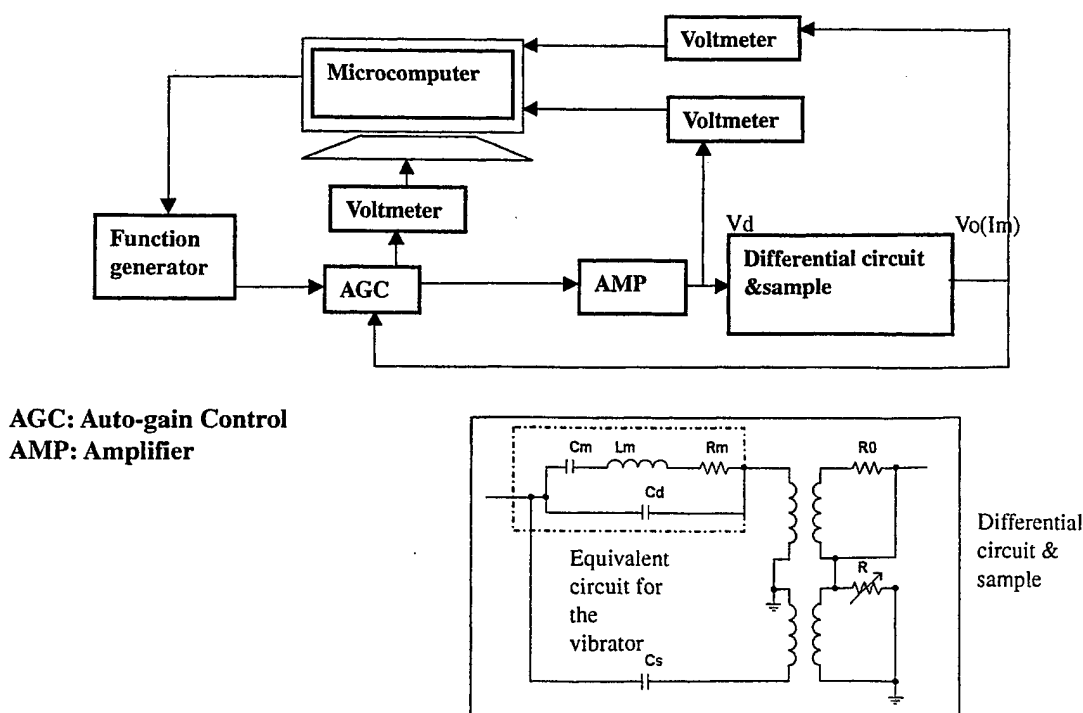 Voltmeter
Microcomputer
Voltmeter
Voltmeter
Function
generator
AGC
AMP
Vd
Vo(Im)
Differential circuit
&sample
AGC: Auto-gain Control
AMP: Amplifier
Cm
Lm
Rm
R0
Cd
Equivalent
circuit for
the
vibrator
R
Cs
Differential
circuit &
sample